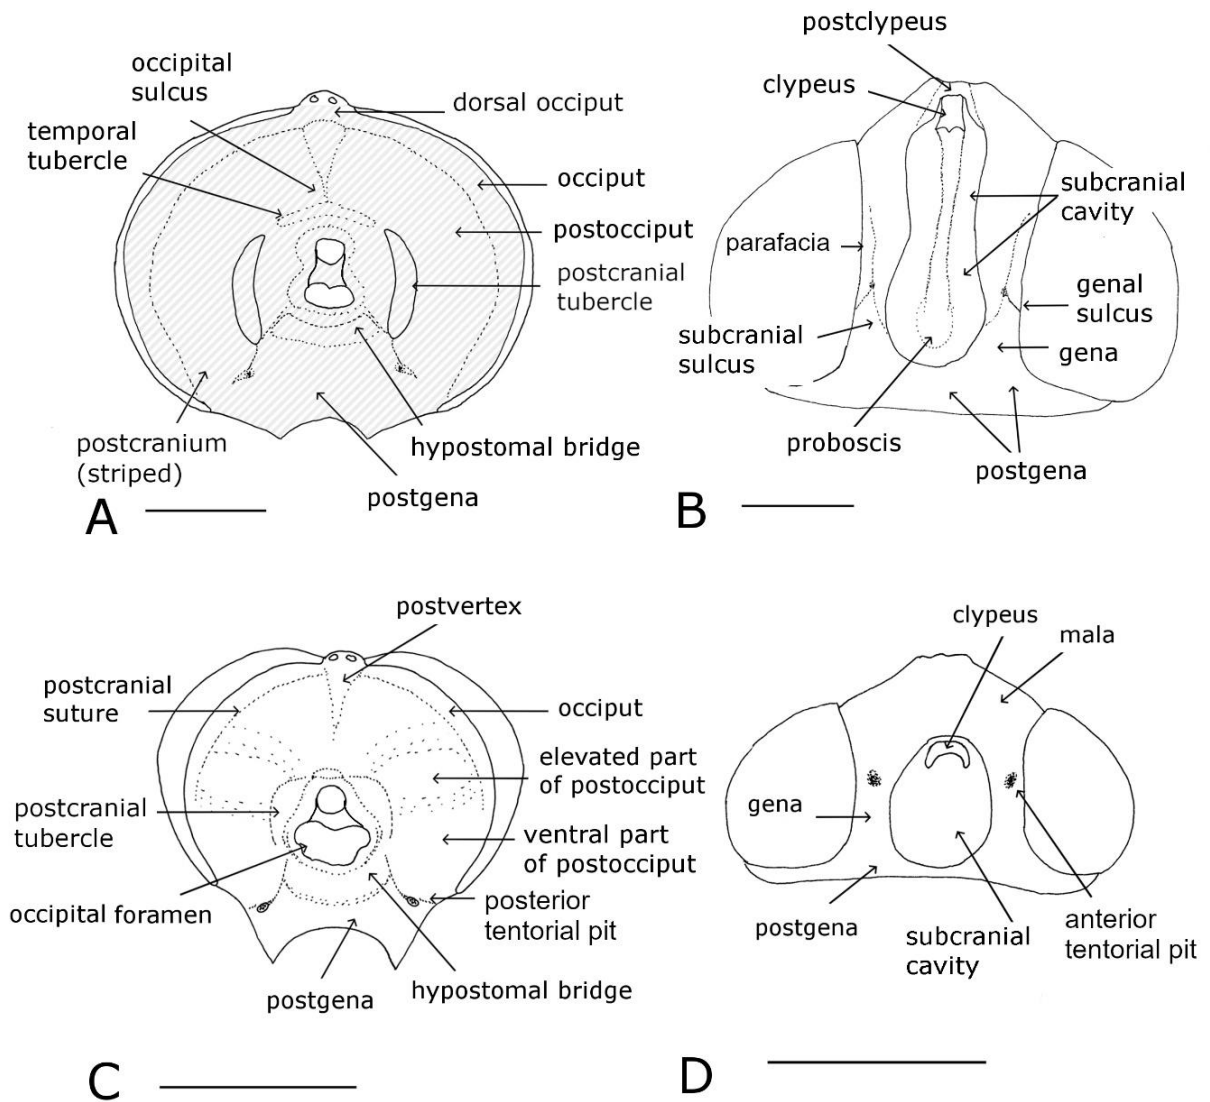 occipital
sulcus
dorsal occiput
temporal
tubercle
occiput
postocciput
postcranial
tubercle
postcranium
(striped)
hypostomal bridge
postgena
A
postclypeus
clypeus
subcranial
cavity
parafacia
genal
sulcus
subcranial
sulcus
gena
proboscis
postgena
B
postvertex
postcranial
suture
occiput
elevated part
of postocciput
postcranial
tubercle
ventral part
of postocciput
occipital foramen
posterior
tentorial pit
postgena
hypostomal bridge
C
clypeus
mala
gena
postgena
subcranial
cavity
anterior
tentorial pit
D